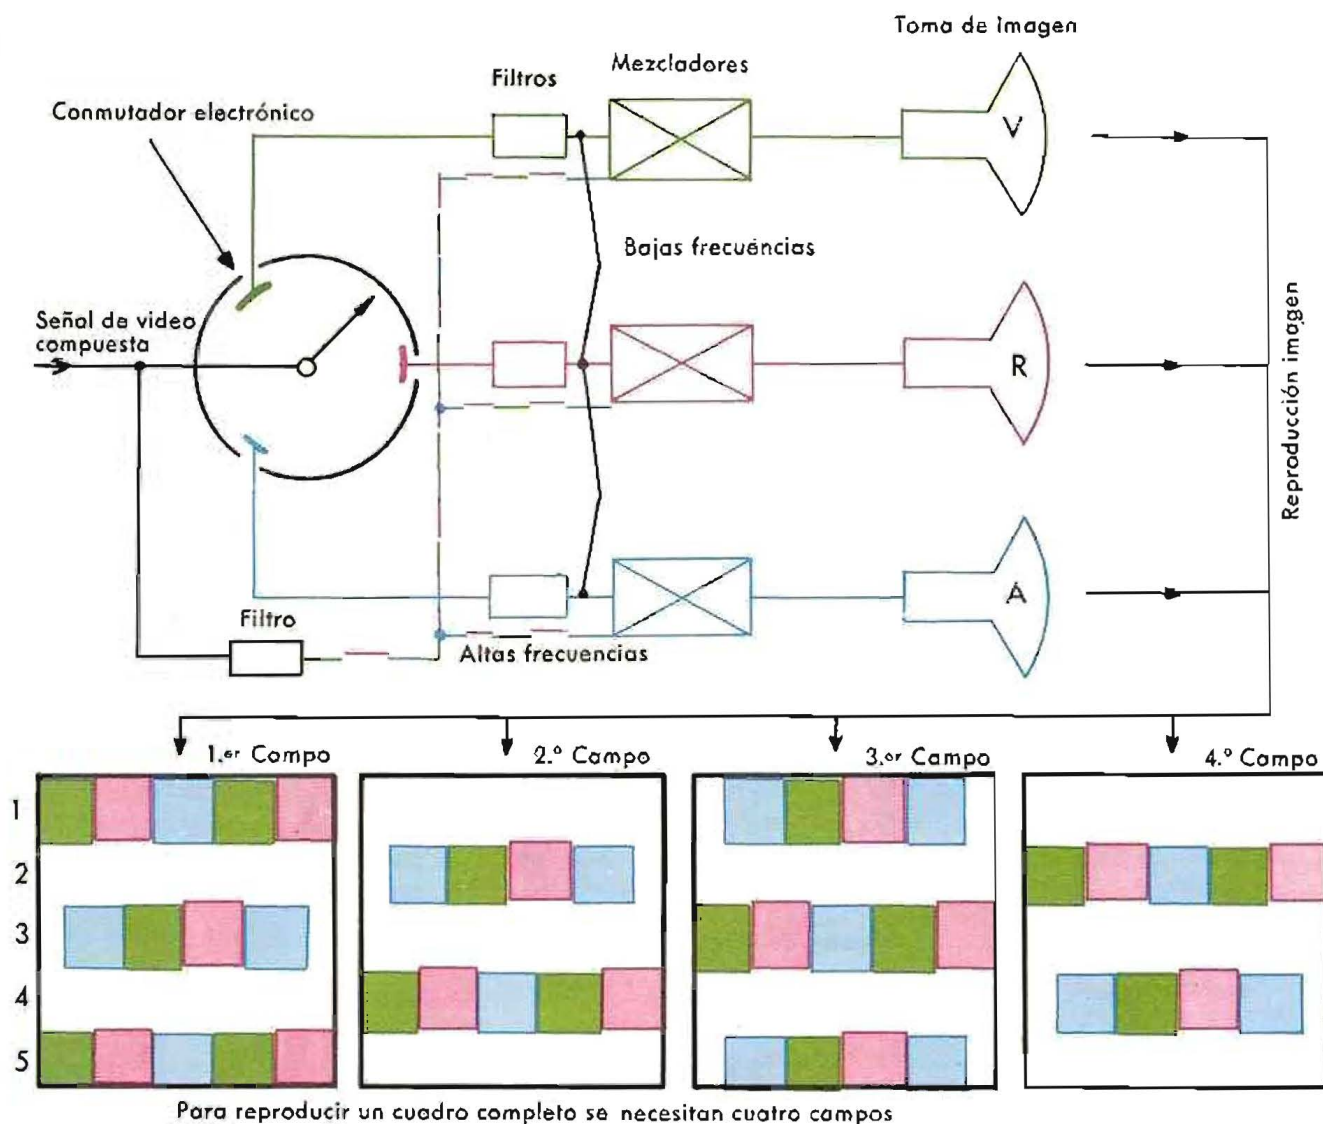 Toma de imagen
Mezcladores
Filtros
Conmutador electrónico
V
Bajas frecuéncias
Señal de video
compuesta
R
Reproducción imagen
A
Filtro
Altas frecuencias
1.er Campo
2.º Campo
3.er Campo
4.º Campo
1
2
3
4
5
Para reproducir un cuadro completo se necesitan cuatro campos